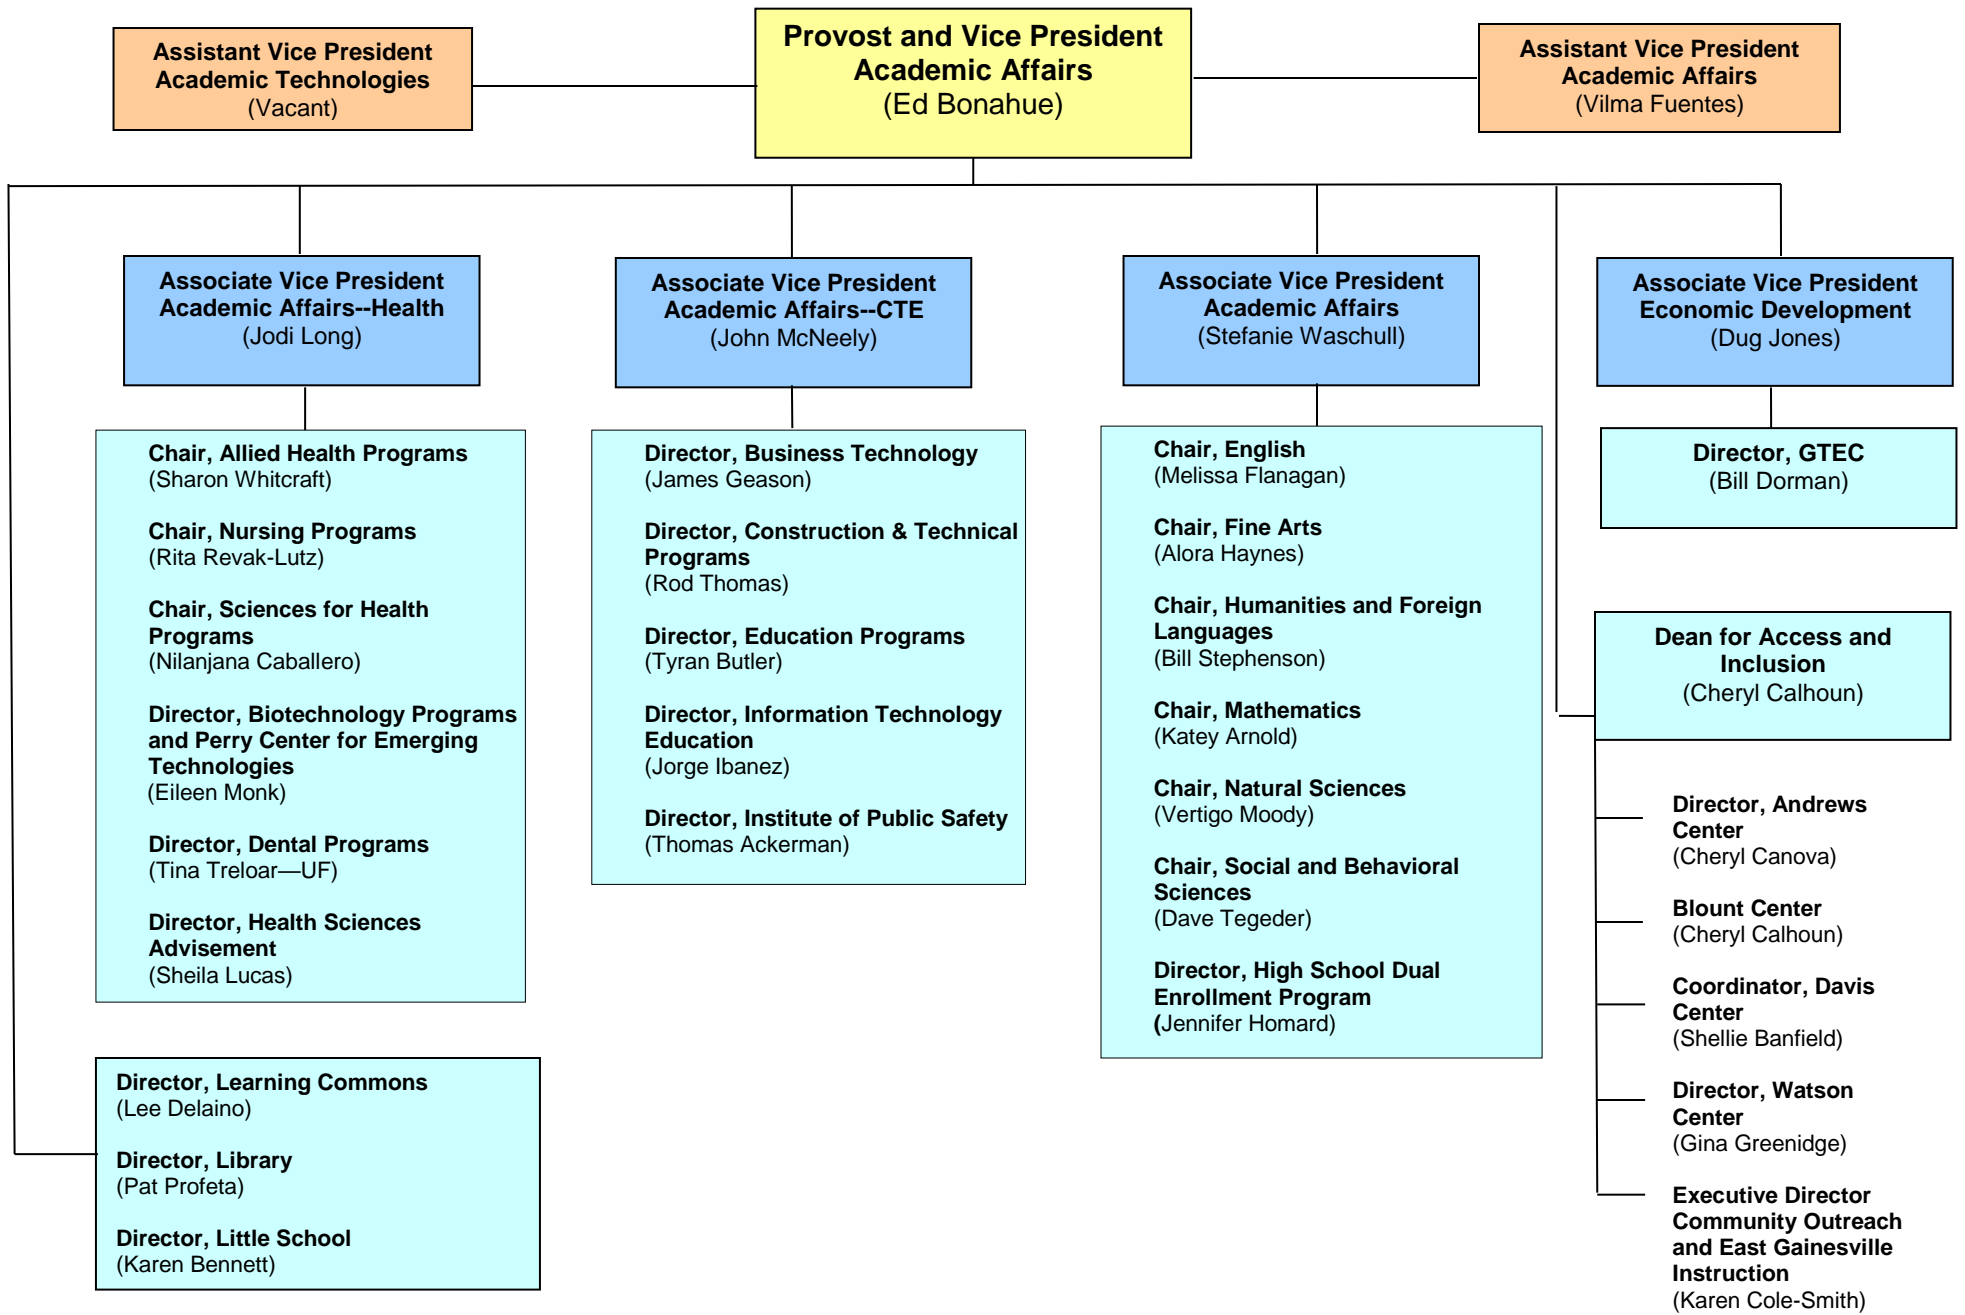 Assistant Vice President
Academic Technologies
(Vacant)
Provost and Vice President
Academic Affairs
(Ed Bonahue)
Assistant Vice President
Academic Affairs
(Vilma Fuentes)
Associate Vice President
Academic Affairs--Health
(Jodi Long)
Associate Vice President
Academic Affairs--CTE
(John McNeely)
Associate Vice President
Academic Affairs
(Stefanie Waschull)
Associate Vice President
Economic Development
(Dug Jones)
Chair, Allied Health Programs
(Sharon Whitcraft)
Chair, Nursing Programs
(Rita Revak-Lutz)
Chair, Sciences for Health
Programs
(Nilanjana Caballero)
Director, Biotechnology Programs
and Perry Center for Emerging
Technologies
(Eileen Monk)
Director, Dental Programs
(Tina Treloar—UF)
Director, Health Sciences
Advisement
(Sheila Lucas)
Director, Business Technology
(James Geason)
Director, Construction & Technical
Programs
(Rod Thomas)
Director, Education Programs
(Tyran Butler)
Director, Information Technology
Education
(Jorge Ibanez)
Director, Institute of Public Safety
(Thomas Ackerman)
Chair, English
(Melissa Flanagan)
Chair, Fine Arts
(Alora Haynes)
Chair, Humanities and Foreign
Languages
(Bill Stephenson)
Chair, Mathematics
(Katey Arnold)
Chair, Natural Sciences
(Vertigo Moody)
Chair, Social and Behavioral
Sciences
(Dave Tegeder)
Director, High School Dual
Enrollment Program
(Jennifer Homard)
Director, GTEC
(Bill Dorman)
Dean for Access and
Inclusion
(Cheryl Calhoun)
Director, Andrews
Center
(Cheryl Canova)
Blount Center
(Cheryl Calhoun)
Coordinator, Davis
Center
(Shellie Banfield)
Director, Watson
Center
(Gina Greenidge)
Executive Director
Community Outreach
and East Gainesville
Instruction
(Karen Cole-Smith)
Director, Learning Commons
(Lee Delaino)
Director, Library
(Pat Profeta)
Director, Little School
(Karen Bennett)